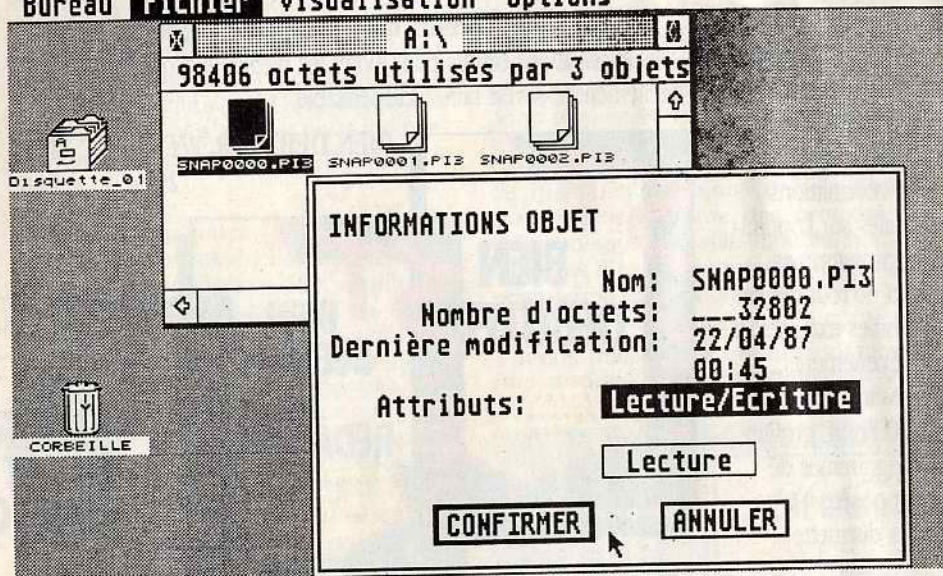 Bureau Fichier Visualisation Options
A:\
98406 octets utilisés par 3 objets
SNAP0000.PI3 SNAP0001.PI3 SNAP0002.PI3
A
Disquette_01
INFORMATIONS OBJET
Nom: SNAP0000.PI3
Nombre d'octets: ___32802
Dernière modification: 22/04/87
00:45
Attributs: Lecture/Ecriture
CORBEILLE
Lecture
CONFIRMER ANNULER